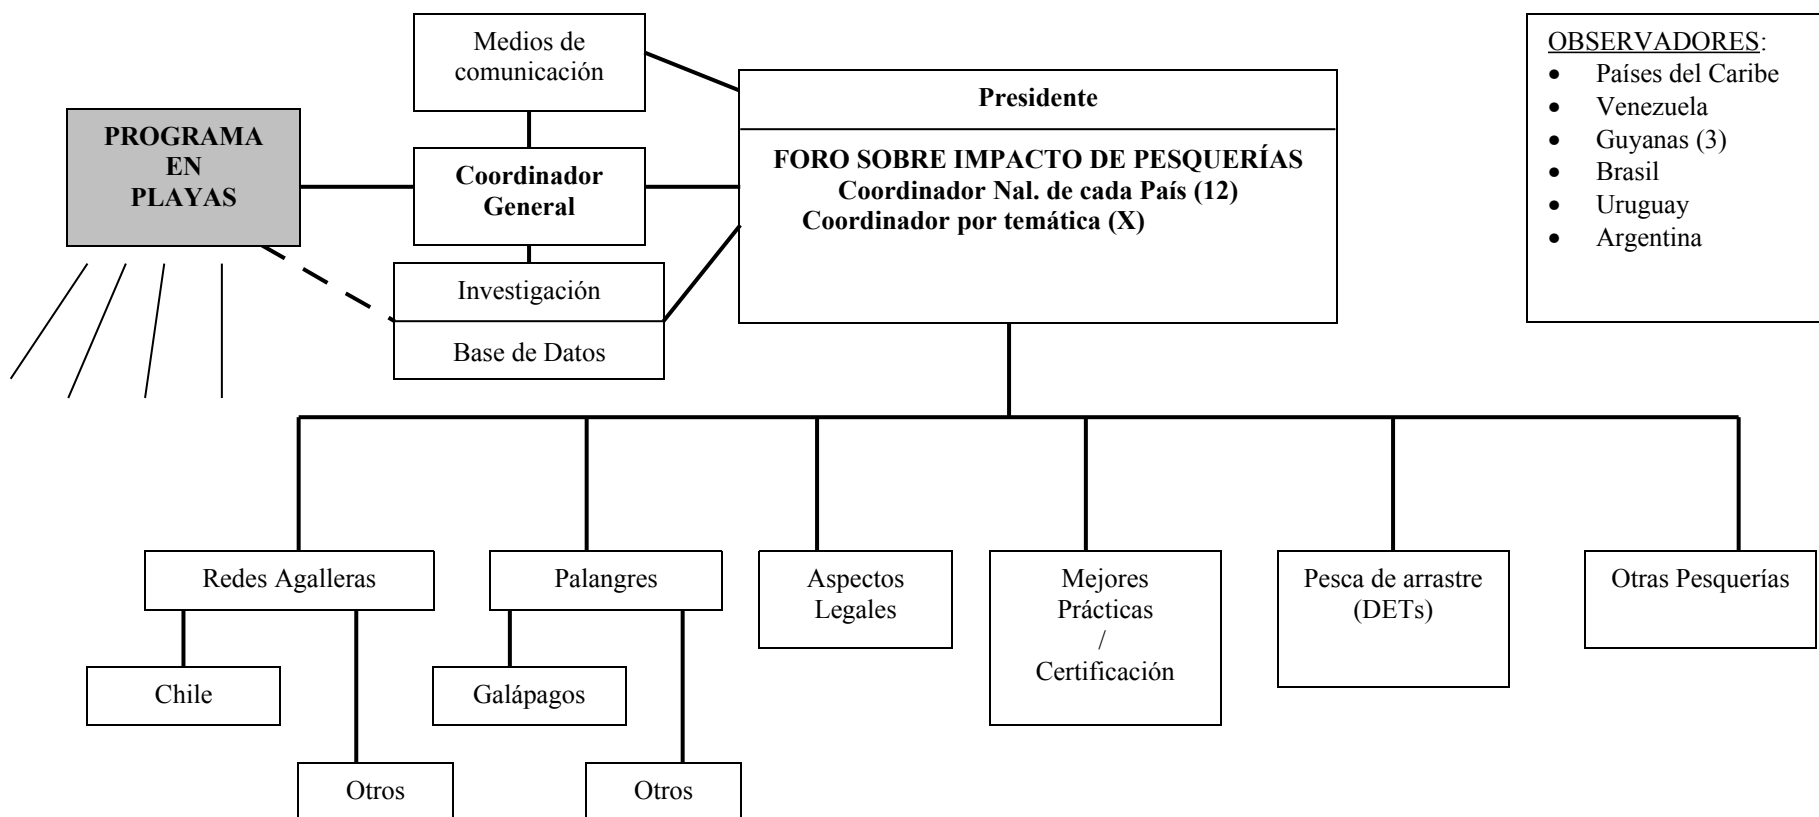 Medios de
comunicación
PROGRAMA
EN
PLAYAS
Coordinador
General
Investigación
Base de Datos
Presidente
FORO SOBRE IMPACTO DE PESQUERÍAS
Coordinador Nal. de cada País (12)
Coordinador por temática (X)
OBSERVADORES:
• Países del Caribe
• Venezuela
• Guyanas (3)
• Brasil
• Uruguay
• Argentina
Redes Agalleras
Palangres
Aspectos
Legales
Mejores
Prácticas
/
Certificación
Pesca de arrastre
(DETs)
Otras Pesquerías
Chile
Galápagos
Otros
Otros